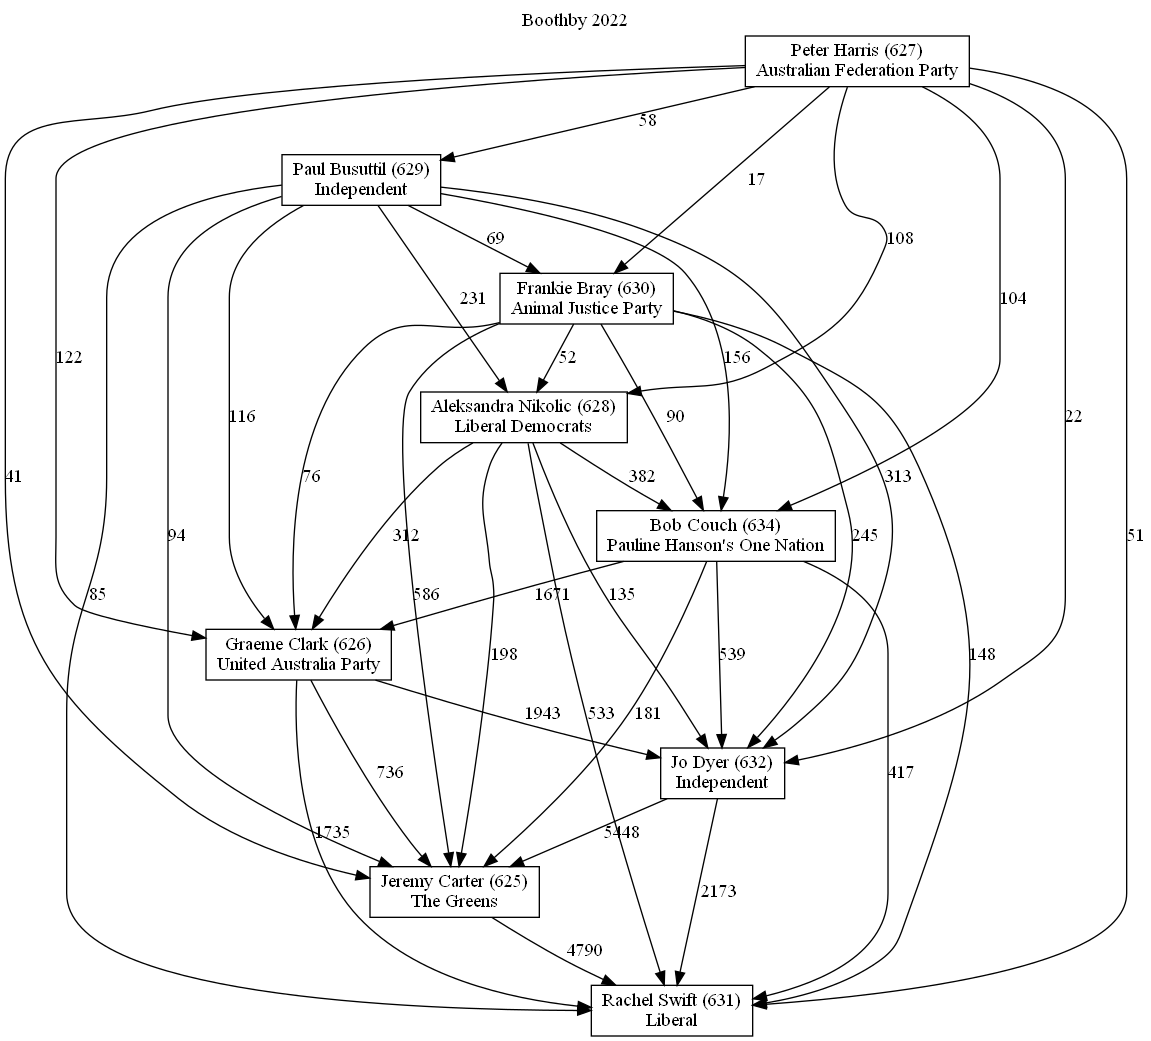 Boothby 2022
Peter Harris (627)
Australian Federation Party
58
Paul Busuttil (629)
Independent
17
69
108
Frankie Bray (630)
Animal Justice Party
231
104
122
52
156
Aleksandra Nikolic (628)
Liberal Democrats
116
90
22
41
76
382
313
Bob Couch (634)
Pauline Hanson's One Nation
94
312
245
51
85
586
1671
135
Graeme Clark (626)
United Australia Party
198
539
148
1943
533
181
Jo Dyer (632)
Independent
736
417
1735
5448
Jeremy Carter (625)
The Greens
2173
4790
Rachel Swift (631)
Liberal